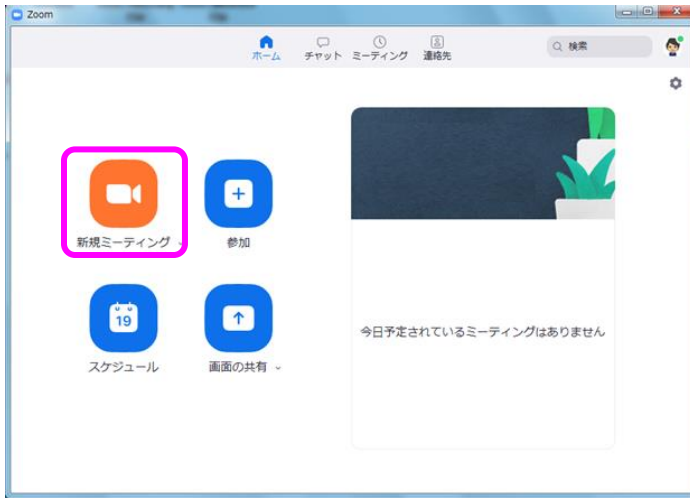 Zoom
ホーム チャット ミーティング 連絡先 検索
新規ミーティング 参加
19
スケジュール 画面の共有
今日予定されているミーティングはありません